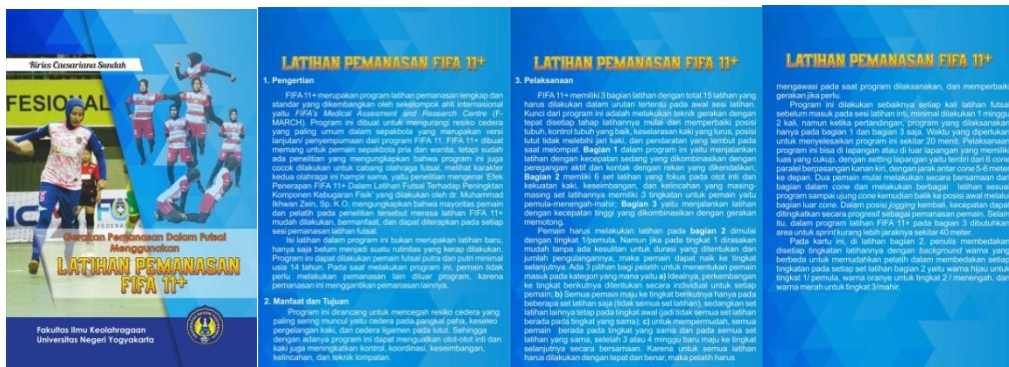 Riries Caesariana Sundah
FESIONAL
FEDERA
Gerakan Pemanasan Dalam Futsal
Menggunakan
LATIHAN PEMANASAN
FIFA 11+
Fakultas Ilmu Keolahragaan
Universitas Negeri Yogyakarta
LATIHAN PEMANASAN FIFA 11+
1. Pengertian
FIFA 11+ merupakan program latihan pemanasan lengkap dan
standar yang dikembangkan oleh sekelompok ahli internasional
yaitu FIFA's Medical Assesment and Research Centre (F-
MARCH). Program ini dibuat untuk mengurangi resiko cedera
yang paling umum dalam sepakbola yang merupakan versi
lanjutan/ penyempurnaan dari program FIFA 11. FIFA 11+ dibuat
memang untuk pemain sepakbola pria dan wanita, tetapi sudah
ada penelitian yang mengungkapkan bahwa program ini juga
cocok dilakukan untuk cabang olahraga futsal, melihat karakter
kedua olahraga ini hampir sama, yaitu penelitian mengenai 'Efek
Penerapan FIFA 11+ Dalam Latihan Futsal Terhadap Peningktan
Komponen Kebugaran Fisik' yang dilakukan oleh dr. Muhammad
Ikhwan Zein, Sp. K.O. mengungkapkan bahwa mayoritas pemain
dan pelatih pada penelitian tersebut merasa latihan FIFA 11+
mudah dilakukan, bermanfaat, dan dapat diterapkan pada setiap
sesi pemanasan latihan futsal.
Isi latihan dalam program ini bukan merupakan latihan baru,
hanya saja belum menjadi suatu rutinitas yang kerap dilakukan.
Program ini dapat dilakukan pemain futsal putra dan putri minimal
usia 14 tahun. Pada saat melakukan program ini, pemain tidak
perlu melakukan pemanasan lain diluar program, karena
pemanasan ini menggantikan pemanasan lainnya.
2. Manfaat dan Tujuan
Program ini dirancang untuk mencegah resiko cedera yang
paling sering muncul yaitu cedera pada pangkal paha, keseleo
pergelangan kaki, dan cedera ligamen pada lutut. Sehingga
dengan adanya program ini dapat menguatkan otot-otot inti dan
kaki juga meningkatkan kontrol, koordinasi, keseimbangan,
kelincahan, dan teknik lompatan.
LATIHAN PEMANASAN FIFA 11+
3. Pelaksanaan
FIFA 11+ memiliki 3 bagian latihan dengan total 15 latihan yang
harus dilakukan dalam urutan tertentu pada awal sesi latihan.
Kunci dari program ini adalah melakukan teknik gerakan dengan
tepat disetiap tahap latihannya mulai dari memperbaiki posisi
tubuh, kontrol tubuh yang baik, keselarasan kaki yang lurus, posisi
lutut tidak melebihi jari kaki, dan pendaratan yang lembut pada
saat melompat. Bagian 1 dalam program ini yaitu menjalankan
latihan dengan kecepatan sedang yang dikombinasikan dengan
peregangan aktif dan kontak dengan rekan yang dikendalikan;
Bagian 2 memiliki 6 set latihan yang fokus pada otot inti dan
kekuatan kaki, keseimbangan, dan kelincahan yang masing-
masing set latihannya memiliki 3 tingkatan untuk pemain yaitu
pemula-menengah-mahir; Bagian 3 yaitu menjalankan latihan
dengan kecepatan tinggi yang dikombinasikan dengan gerakan
memotong.
Pemain harus melakukan latihan pada bagian 2 dimulai
dengan tingkat 1/pemula. Namun jika pada tingkat 1 dirasakan
mudah tanpa ada kesulitan untuk durasi yang ditentukan dan
jumlah pengulangannya, maka pemain dapat naik ke tingkat
selanjutnya. Ada 3 pilihan bagi pelatih untuk menentukan pemain
masuk pada kategori yang mana yaitu a) Idealnya, perkembangan
ke tingkat berikutnya ditentukan secara individual untuk setiap
pemain; b) Semua pemain maju ke tingkat berikutnya hanya pada
beberapa set latihan saja (tidak semua set latihan), sedangkan set
latihan lainnya tetap pada tingkat awal (jadi tidak semua set latihan
berada pada tingkat yang sama); c) untuk mempermudah, semua
pemain berada pada tingkat yang sama dan pada semua set
latihan yang sama, setelah 3 atau 4 minggu baru maju ke tingkat
selanjutnya secara bersamaan. Karena untuk semua latihan
harus dilakukan dengan tepat dan benar, maka pelatih harus
LATIHAN PEMANASAN FIFA 11+
mengawasi pada saat program dilaksanakan, dan memperbaiki
gerakan jika perlu.
Program ini dilakukan sebaiknya setiap kali latihan futsal
sebelum masuk pada sesi latihan inti, minimal dilakukan 1 minggu
2 kali, namun ketika pertandingan, program yang dilaksanakan
hanya pada bagian 1 dan bagian 3 saja. Waktu yang diperlukan
untuk menyelesaikan program ini sekitar 20 menit. Pelaksanaan
program ini bisa di lapangan atau di luar lapangan yang memiliki
luas yang cukup, dengan setting lapangan yaitu terdiri dari 6 cone
paralel berpasangan kanan kiri, dengan jarak antar cone 5-6 meter
ke depan. Dua pemain mulai melakukan secara bersamaan dari
bagian dalam cone dan melakukan berbagai latihan sesuai
program sampai ujung cone kemudian balik ke posisi awal melalui
bagian luar cone. Dalam posisi jogging kembali, kecepatan dapat
ditingkatkan secara progresif sebagai pemanasan pemain. Selain
itu, dalam program latihan FIFA 11+ pada bagian 3 dibutuhkan
area untuk sprint kurang lebih jaraknya sekitar 40 meter.
Pada kartu ini, di latihan bagian 2, penulis membedakan
disetiap tingkatan latihannya dengan background warna yang
berbeda untuk memudahkan pelatih dalam membedakan setiap
tingkatan pada setiap set latihan bagian 2 yaitu warna hijau untuk
tingkat 1/ pemula, warna oranye untuk tingkat 2 / menengah, dan
warna merah untuk tingkat 3/mahir.